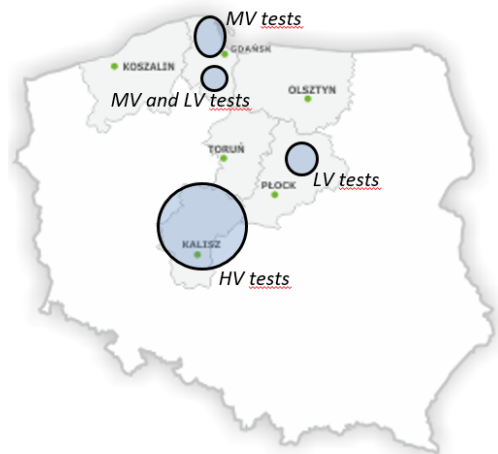 MV tests
GDAŃSK
KOSZALIN
MV and LV tests
OLSZTYN
TORUŃ
LV tests
PŁOCK
KALISZ
HV tests